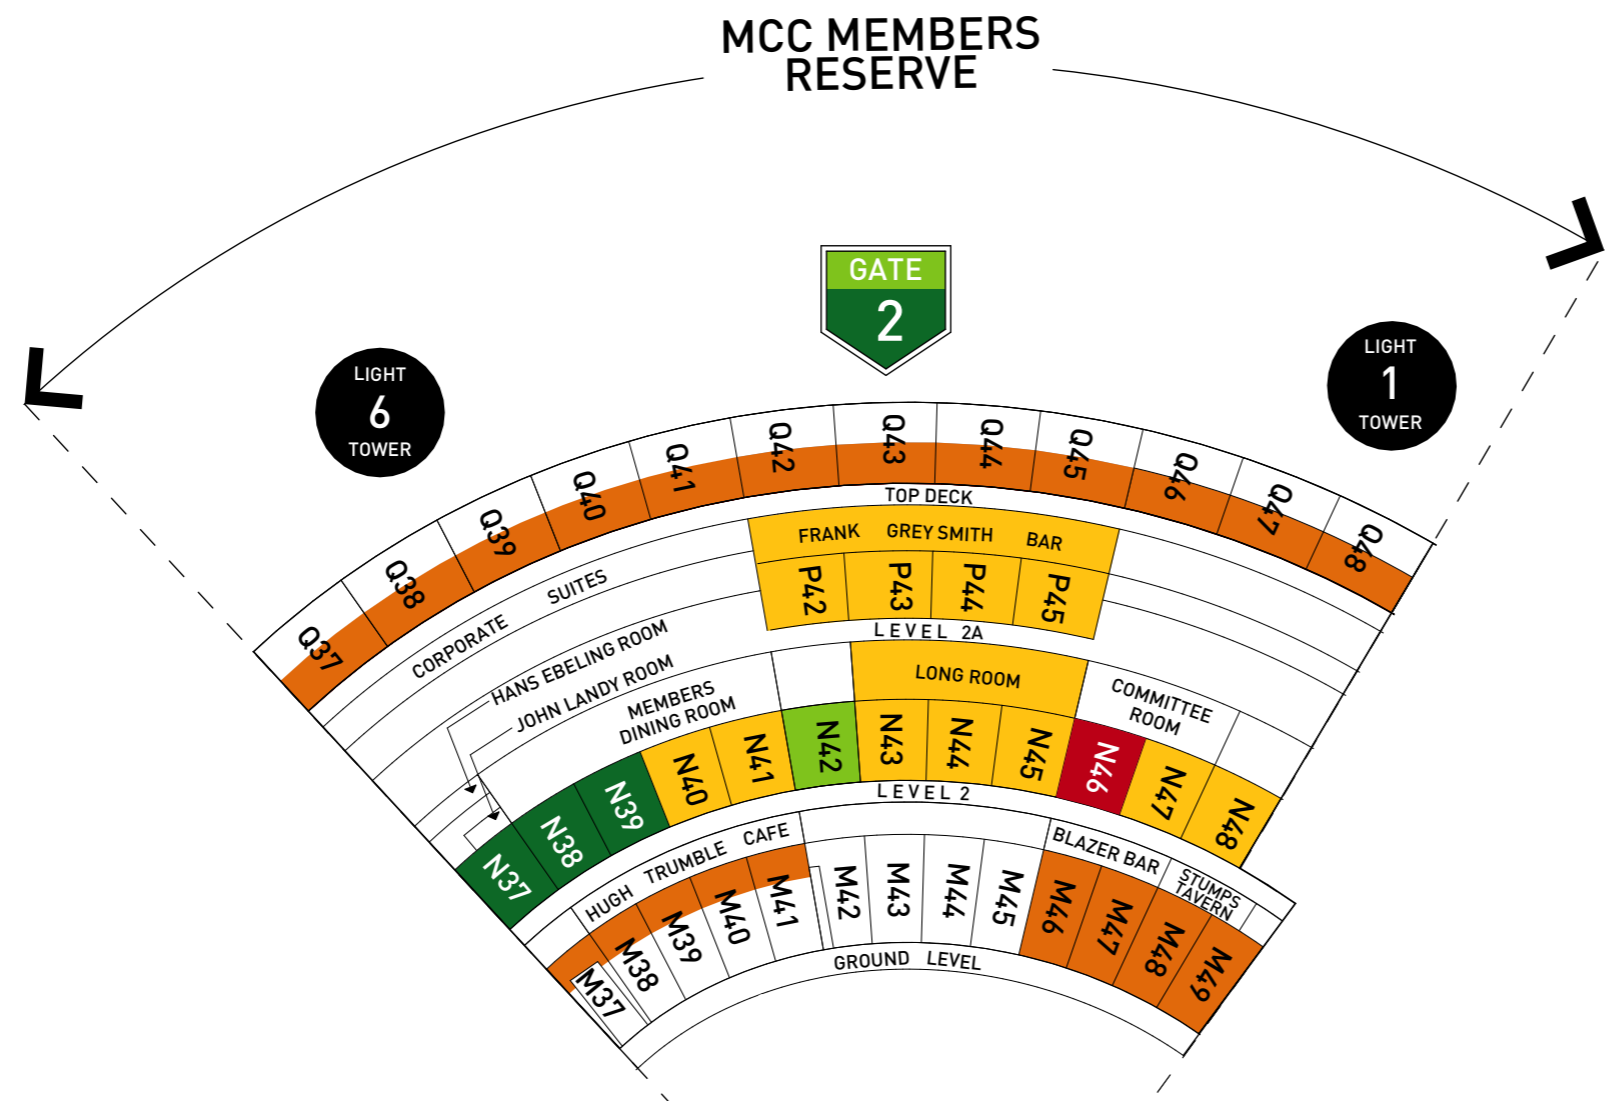 MCC MEMBERS
RESERVE
GATE
2
LIGHT
6
TOWER
LIGHT
1
TOWER
Q37
Q38
Q39
Q40
Q41
Q42
Q43
Q44
Q45
Q46
Q47
Q48
TOP DECK
CORPORATE SUITES
FRANK GREY SMITH BAR
P42
P43
P44
P45
LEVEL 2A
HANS EBELING ROOM
JOHN LANDY ROOM
MEMBERS
DINING ROOM
LONG ROOM
COMMITTEE
ROOM
N37
N38
N39
N40
N41
N42
N43
N44
N45
N46
N47
N48
LEVEL 2
HUGH TRUMBLE CAFE
BLAZER BAR
STUMPS
TAVERN
M37
M38
M39
M40
M41
M42
M43
M44
M45
M46
M47
M48
M49
GROUND LEVEL